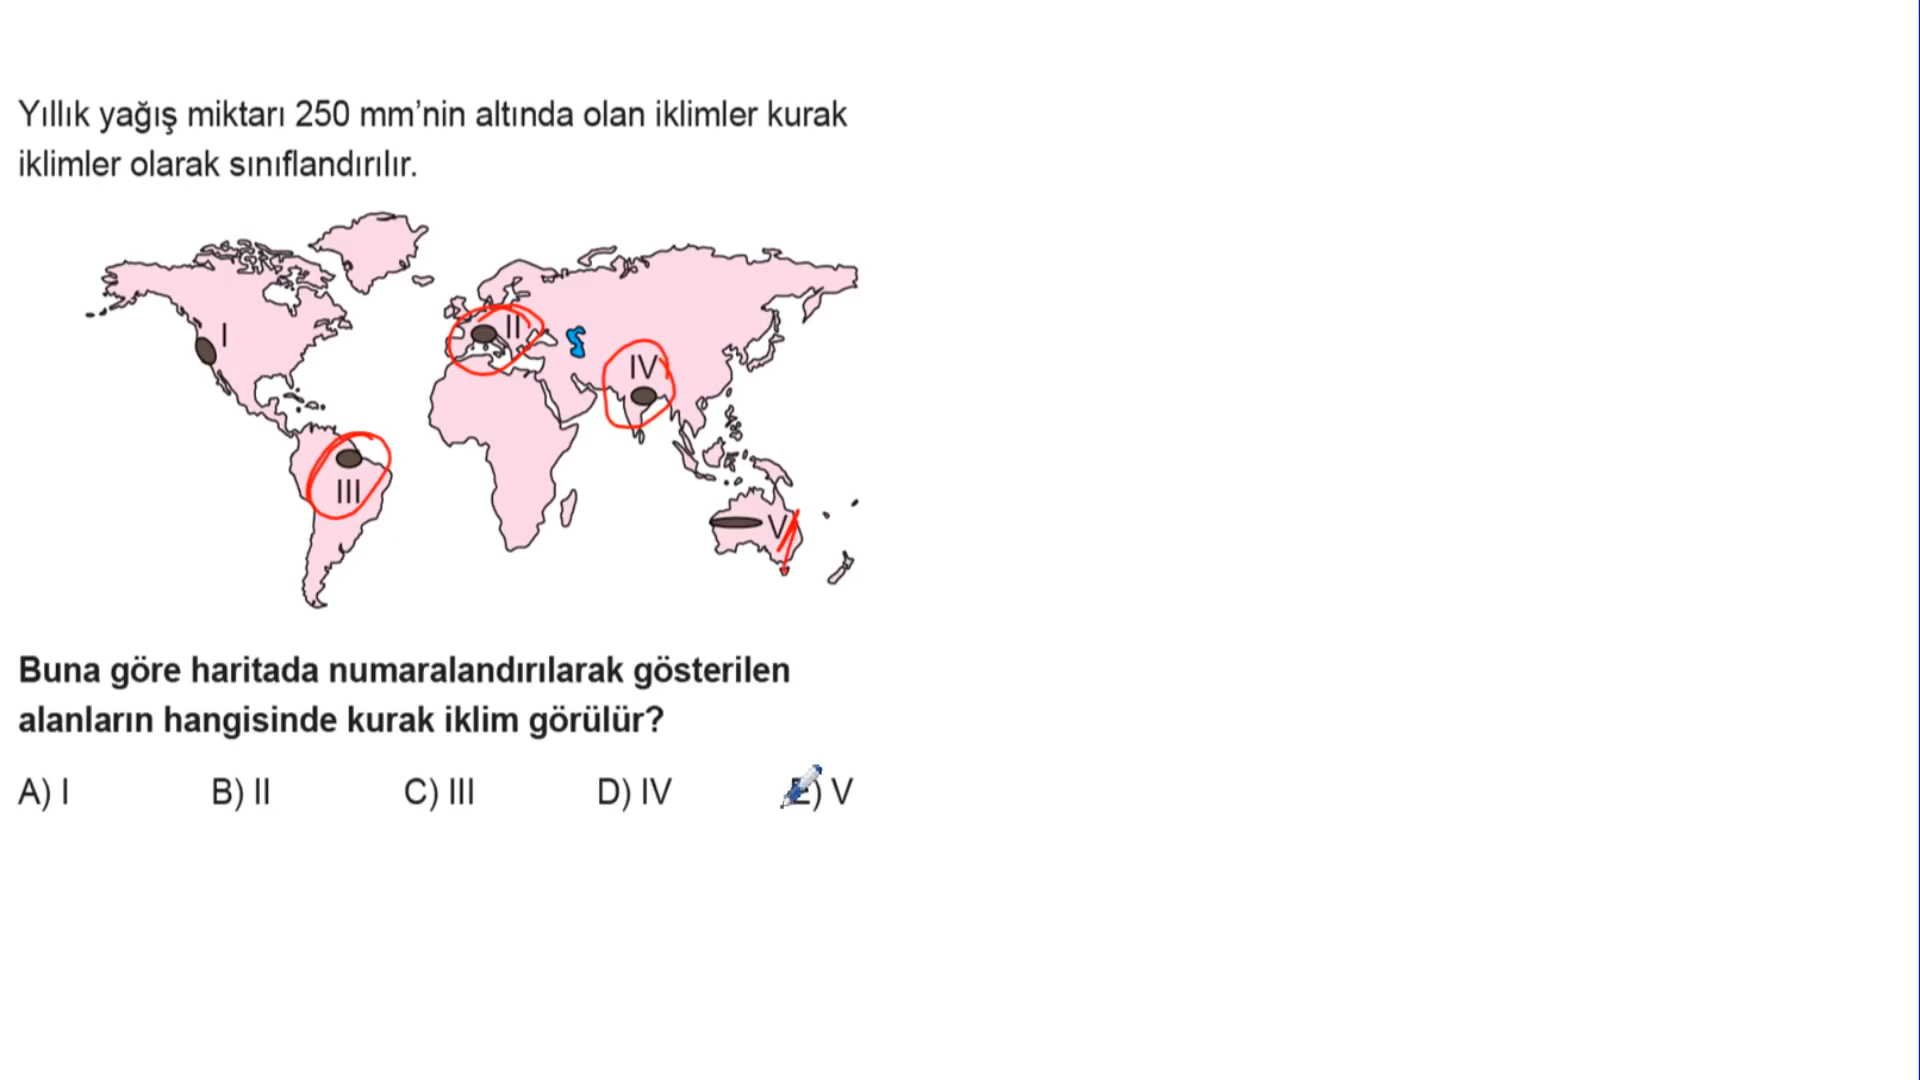 Yıllık yağış miktarı 250 mm’nin altında olan iklimler kurak
iklimler olarak sınıflandırılır.
I
II
IV
III
V
Buna göre haritada numaralandırılarak gösterilen
alanların hangisinde kurak iklim görülür?
A) I B) II C) III D) IV E) V